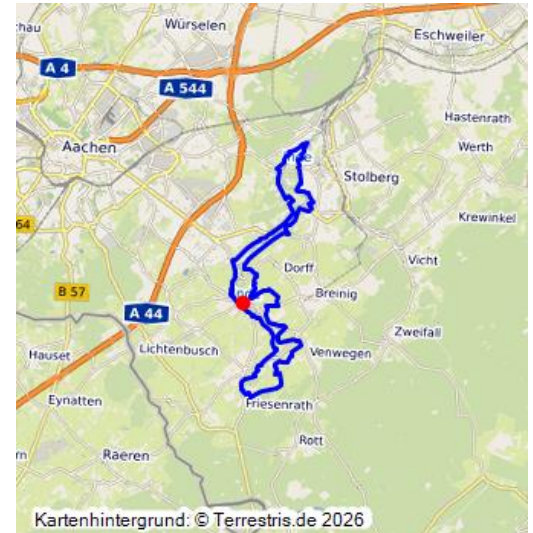 Würselen
Eschweiler
A 4
A 544
Hastenrath
Aachen
Werth
Stolberg
Krewinkel
64
Dorff
Vicht
B 57
Breinig
A 44
Zweifall
Lichtenbusch
Venwegen
Hauset
Eynatten
Friesenrath
Rott
Raeren
Kartenhintergrund: © Terrestris.de 2026